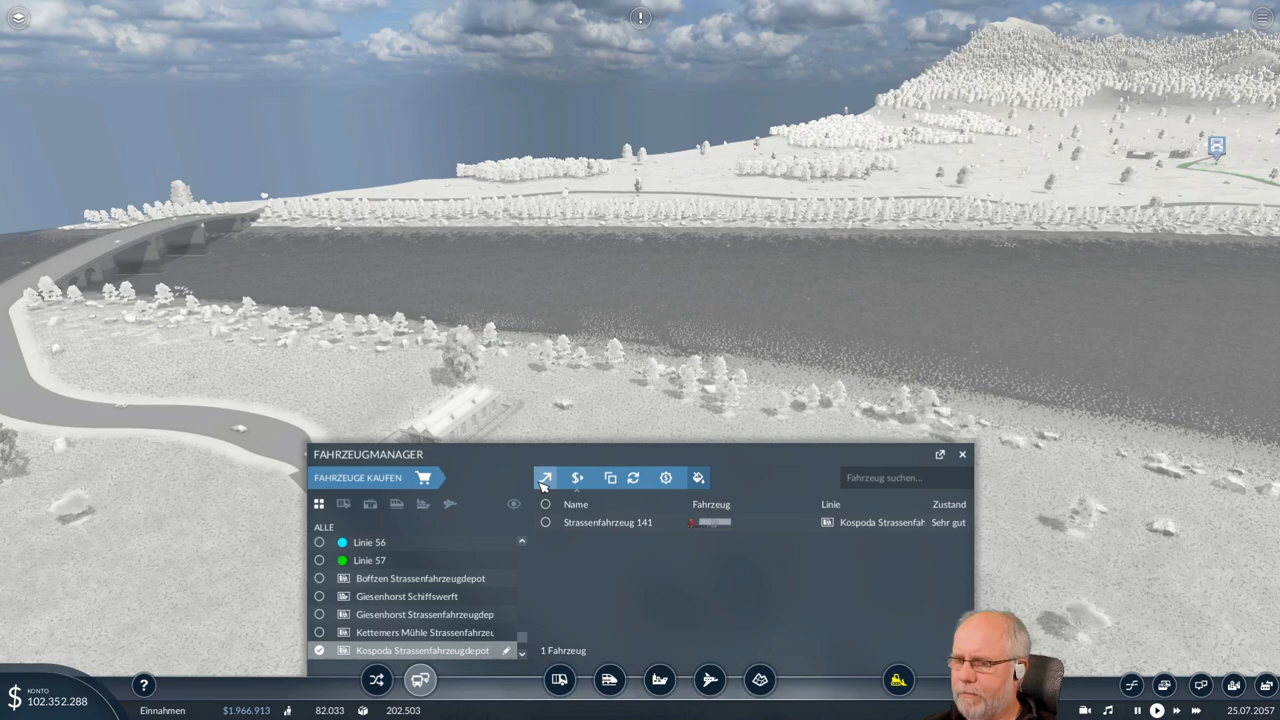 FAHRZEUGMANAGER
FAHRZEUGE KAUFEN
Fahrzeug suchen...
Name Fahrzeug Linie Zustand
Strassenfahrzeug 141 Kospoda Strassenfah Sehr gut
ALLE
Linie 56
Linie 57
Boffzen Strassenfahrzeugdepot
Giesenhorst Schiffswerft
Giesenhorst Strassenfahrzeugdep
Kettemers Mühle Strassenfahrzeu
Kospoda Strassenfahrzeugdepot
1 Fahrzeug
$ KONTO
102.352.288
?
Einnahmen $1.966.913 82.033 202.503 25.07.2057